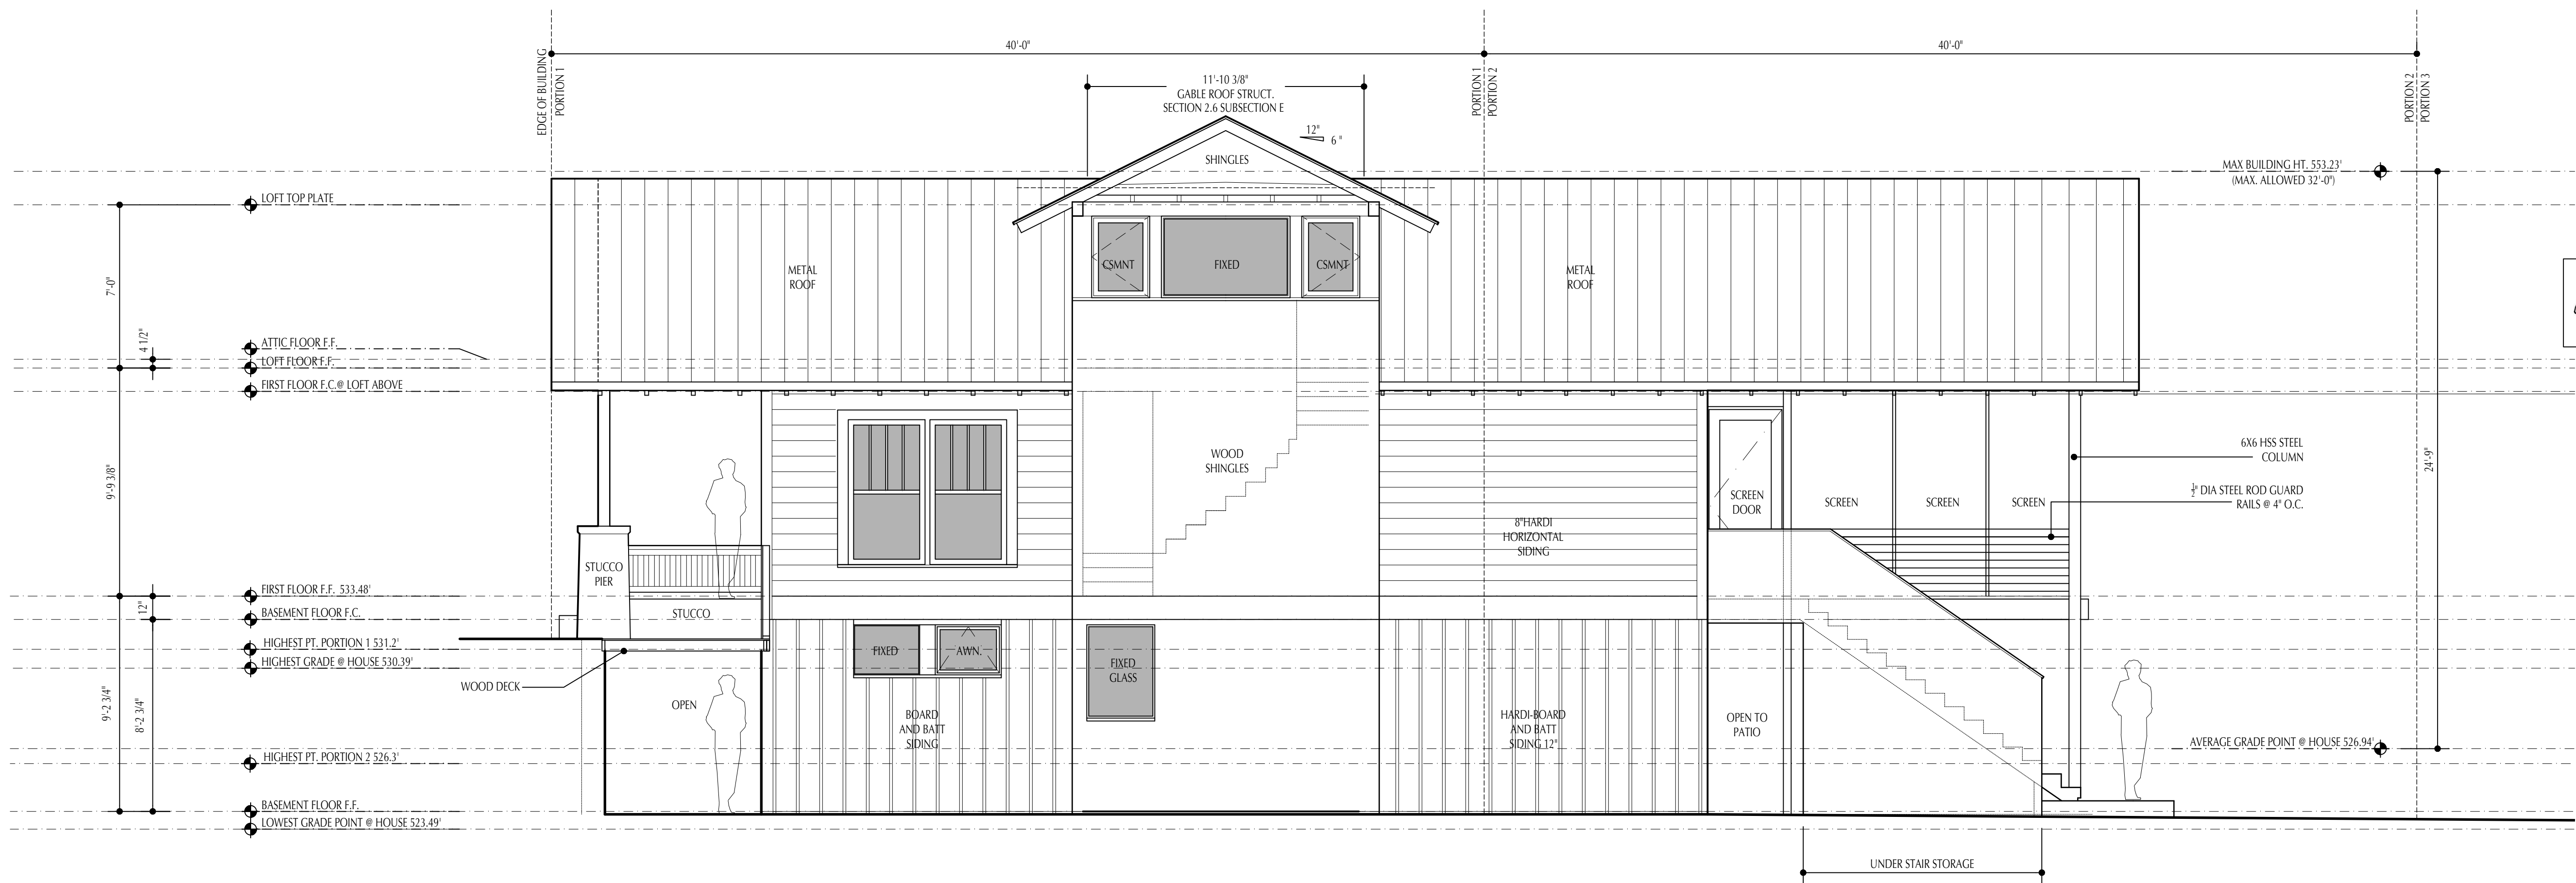 40'-0"
40'-0"
EDGE OF BUILDING
PORTION 1
PORTION 1
PORTION 2
PORTION 2
PORTION 3
11'-10 3/8"
GABLE ROOF STRUCT.
SECTION 2.6 SUBSECTION E
12"
6 "
SHINGLES
MAX BUILDING HT. 553.23'
(MAX. ALLOWED 32'-0")
LOFT TOP PLATE
METAL
ROOF
CSMNT
FIXED
CSMNT
METAL
ROOF
7'-0"
4 1/2"
ATTIC FLOOR F.F.
LOFT FLOOR F.F.
FIRST FLOOR F.C.@ LOFT ABOVE
9'-9 3/8"
WOOD
SHINGLES
8"HARDI
HORIZONTAL
SIDING
SCREEN
DOOR
SCREEN
SCREEN
SCREEN
6X6 HSS STEEL
COLUMN
1/2" DIA STEEL ROD GUARD
RAILS @ 4" O.C.
24'-9"
STUCCO
PIER
STUCCO
FIRST FLOOR F.F. 533.48'
12"
BASEMENT FLOOR F.C.
HIGHEST PT. PORTION 1 531.2'
HIGHEST GRADE @ HOUSE 530.39'
WOOD DECK
OPEN
FIXED
AWN.
FIXED
GLASS
BOARD
AND BATT
SIDING
HARDI-BOARD
AND BATT
SIDING 12"
OPEN TO
PATIO
9'-2 3/4"
8'-2 3/4"
AVERAGE GRADE POINT @ HOUSE 526.94'
HIGHEST PT. PORTION 2 526.3'
BASEMENT FLOOR F.F.
LOWEST GRADE POINT @ HOUSE 523.49'
UNDER STAIR STORAGE